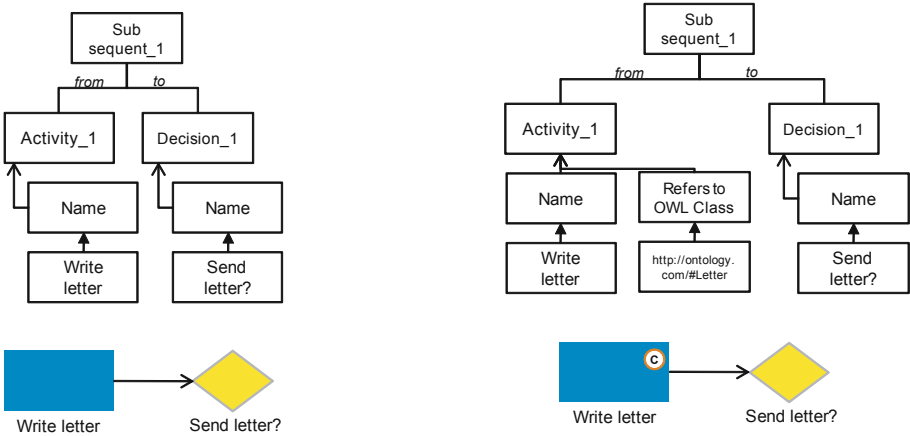 Sub
sequent_1
from
to
Activity_1
Decision_1
Name
Name
Write
letter
Send
letter?
Write letter
Send letter?
Sub
sequent_1
from
to
Activity_1
Decision_1
Name
Refers to
OWL Class
Name
Write
letter
http://ontology.
com/#Letter
Send
letter?
C
Write letter
Send letter?